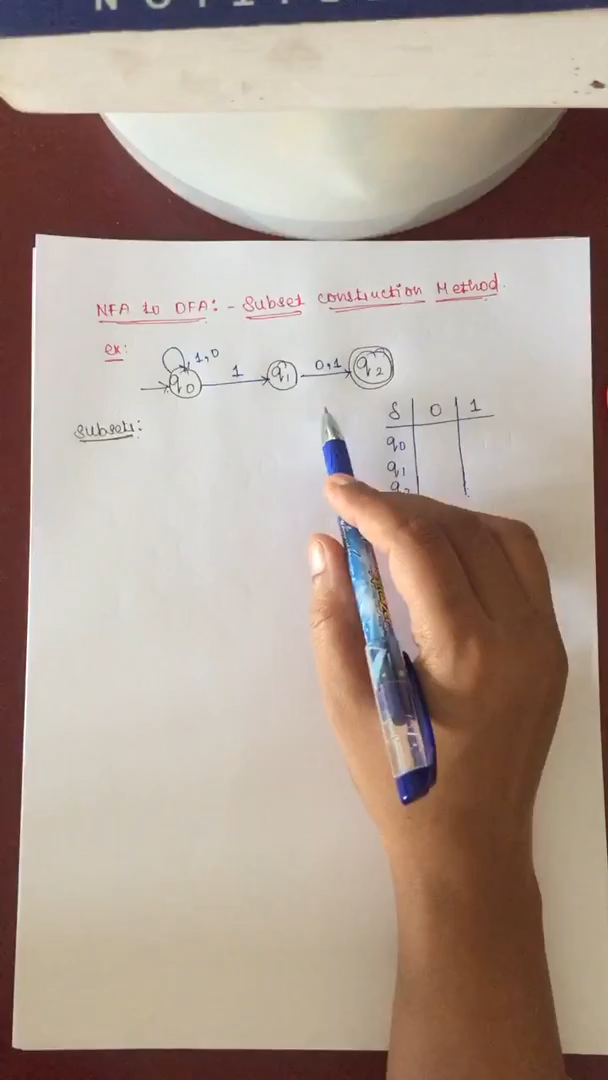 NFA to DFA:- Subset construction Method.
ex:
1,0
q0 1 q1 0,1 q2
Subsets:
δ 0 1
q0
q1
q2